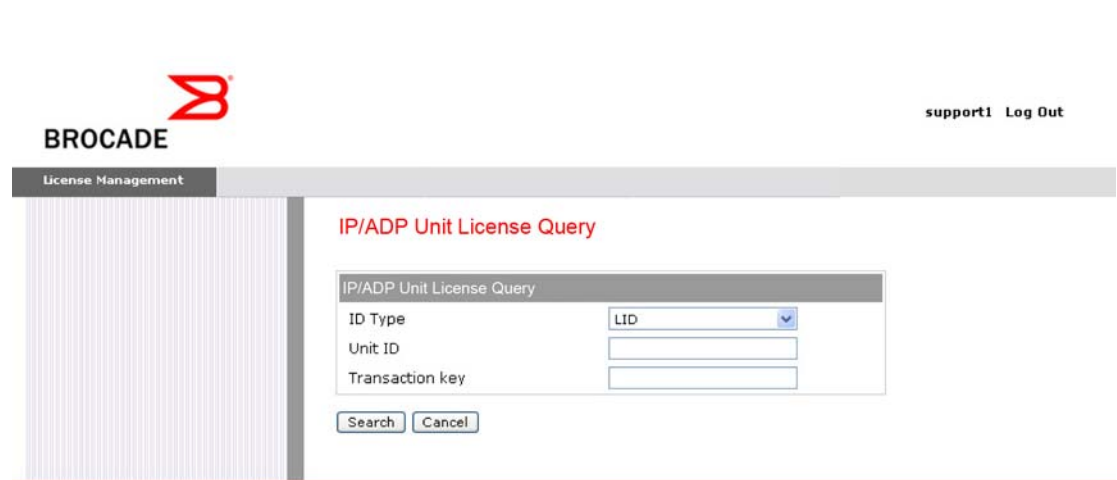 BROCADE
support1 Log Out
License Management
IP/ADP Unit License Query
IP/ADP Unit License Query
ID Type LID
Unit ID
Transaction key
Search Cancel